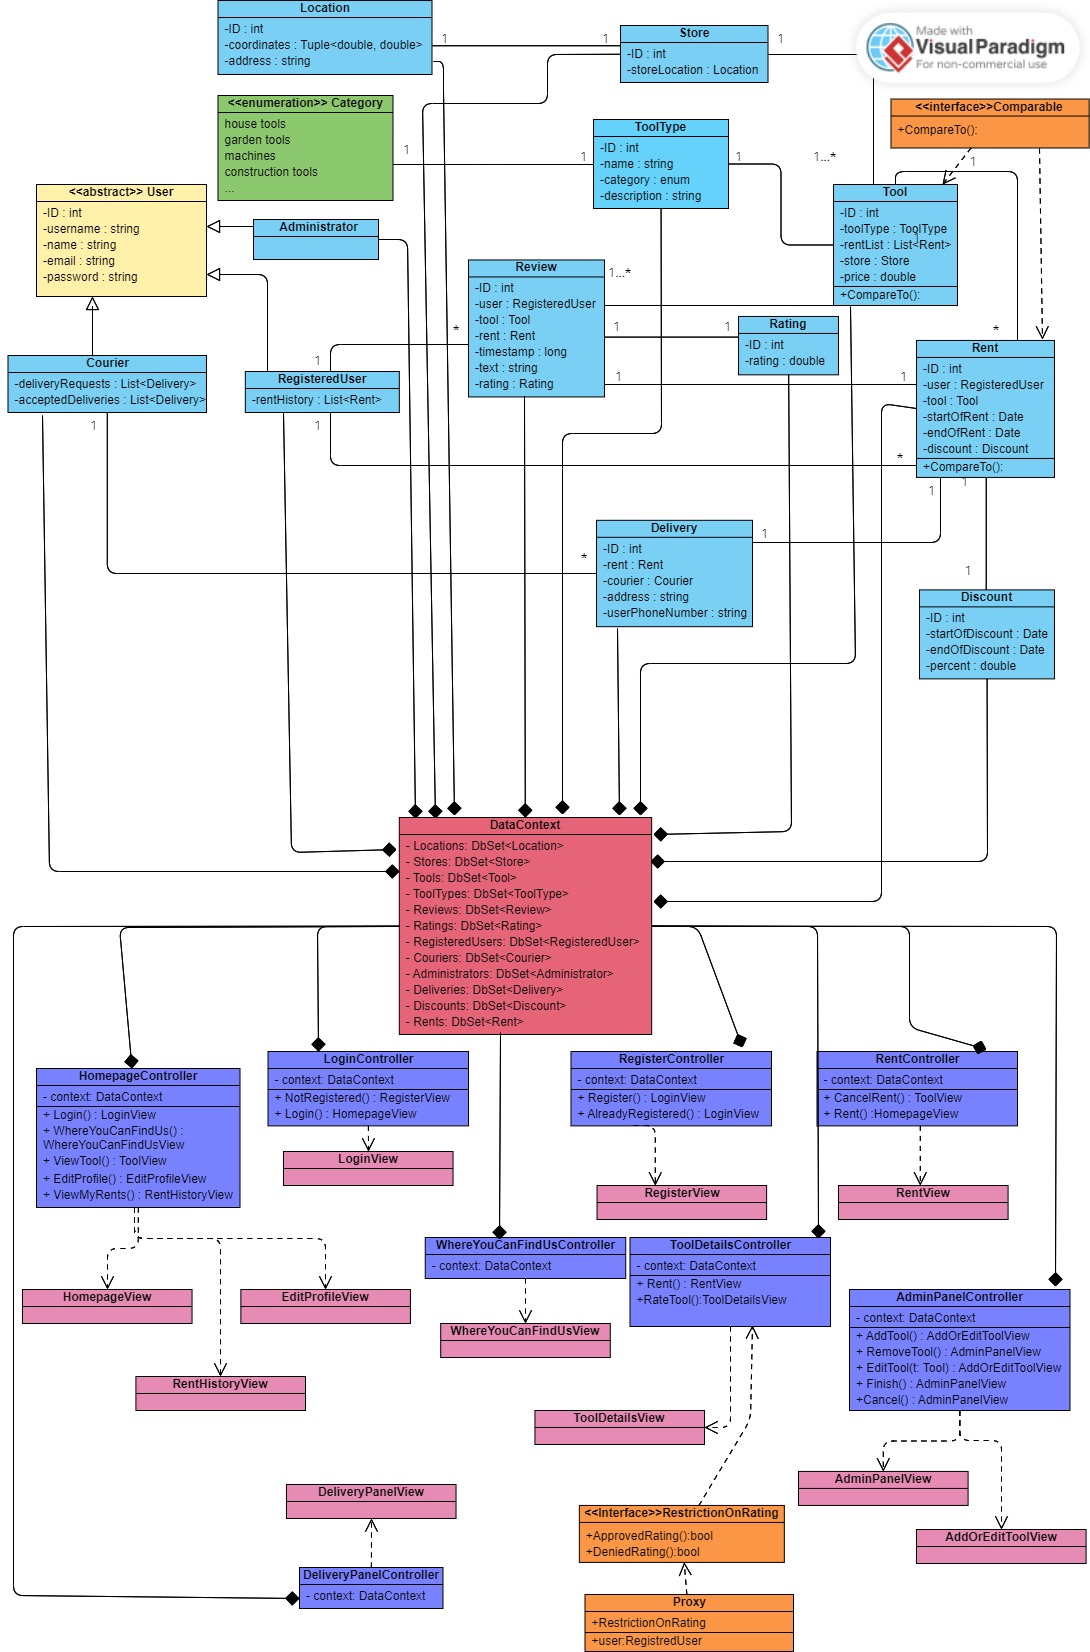 Location
-ID : int
-coordinates : Tuple<double, double>
-address : string
1
1
Store
-ID : int
-storeLocation : Location
1
Made with
Visual Paradigm
For non-commercial use
<<enumeration>> Category
house tools
garden tools
machines
construction tools
...
1
1
ToolType
-ID : int
-name : string
-category : enum
-description : string
1
1...*
<<interface>>Comparable
+CompareTo():
1
<<abstract>> User
-ID : int
-username : string
-name : string
-email : string
-password : string
Administrator
Tool
-ID : int
-toolType : ToolType
-rentList : List<Rent>
-store : Store
-price : double
+CompareTo():
Review
-ID : int
-user : RegisteredUser
-tool : Tool
-rent : Rent
-timestamp : long
-text : string
-rating : Rating
1...*
*
1
1
1
1
1
*
Rating
-ID : int
-rating : double
Rent
-ID : int
-user : RegisteredUser
-tool : Tool
-startOfRent : Date
-endOfRent : Date
-discount : Discount
+CompareTo():
Courier
-deliveryRequests : List<Delivery>
-acceptedDeliveries : List<Delivery>
1
RegisteredUser
-rentHistory : List<Rent>
1
*
1
1
Delivery
-ID : int
-rent : Rent
-courier : Courier
-address : string
-userPhoneNumber : string
1
*
1
Discount
-ID : int
-startOfDiscount : Date
-endOfDiscount : Date
-percent : double
DataContext
- Locations: DbSet<Location>
- Stores: DbSet<Store>
- Tools: DbSet<Tool>
- ToolTypes: DbSet<ToolType>
- Reviews: DbSet<Review>
- Ratings: DbSet<Rating>
- RegisteredUsers: DbSet<RegisteredUser>
- Couriers: DbSet<Courier>
- Administrators: DbSet<Administrator>
- Deliveries: DbSet<Delivery>
- Discounts: DbSet<Discount>
- Rents: DbSet<Rent>
HomepageController
- context: DataContext
+ Login() : LoginView
+ WhereYouCanFindUs() :
WhereYouCanFindUsView
+ ViewTool() : ToolView
+ EditProfile() : EditProfileView
+ ViewMyRents() : RentHistoryView
LoginController
- context: DataContext
+ NotRegistered() : RegisterView
+ Login() : HomepageView
LoginView
RegisterController
- context: DataContext
+ Register() : LoginView
+ AlreadyRegistered() : LoginView
RegisterView
RentController
- context: DataContext
+ CancelRent() : ToolView
+ Rent() :HomepageView
RentView
WhereYouCanFindUsController
- context: DataContext
WhereYouCanFindUsView
ToolDetailsController
- context: DataContext
+ Rent() : RentView
+RateTool():ToolDetailsView
AdminPanelController
- context: DataContext
+ AddTool() : AddOrEditToolView
+ RemoveTool() : AdminPanelView
+ EditTool(t: Tool) : AddOrEditToolView
+ Finish() : AdminPanelView
+Cancel() : AdminPanelView
HomepageView
EditProfileView
RentHistoryView
ToolDetailsView
AdminPanelView
AddOrEditToolView
DeliveryPanelView
DeliveryPanelController
- context: DataContext
<<Interface>>RestrictionOnRating
+ApprovedRating():bool
+DeniedRating():bool
Proxy
+RestrictionOnRating
+user:RegistredUser